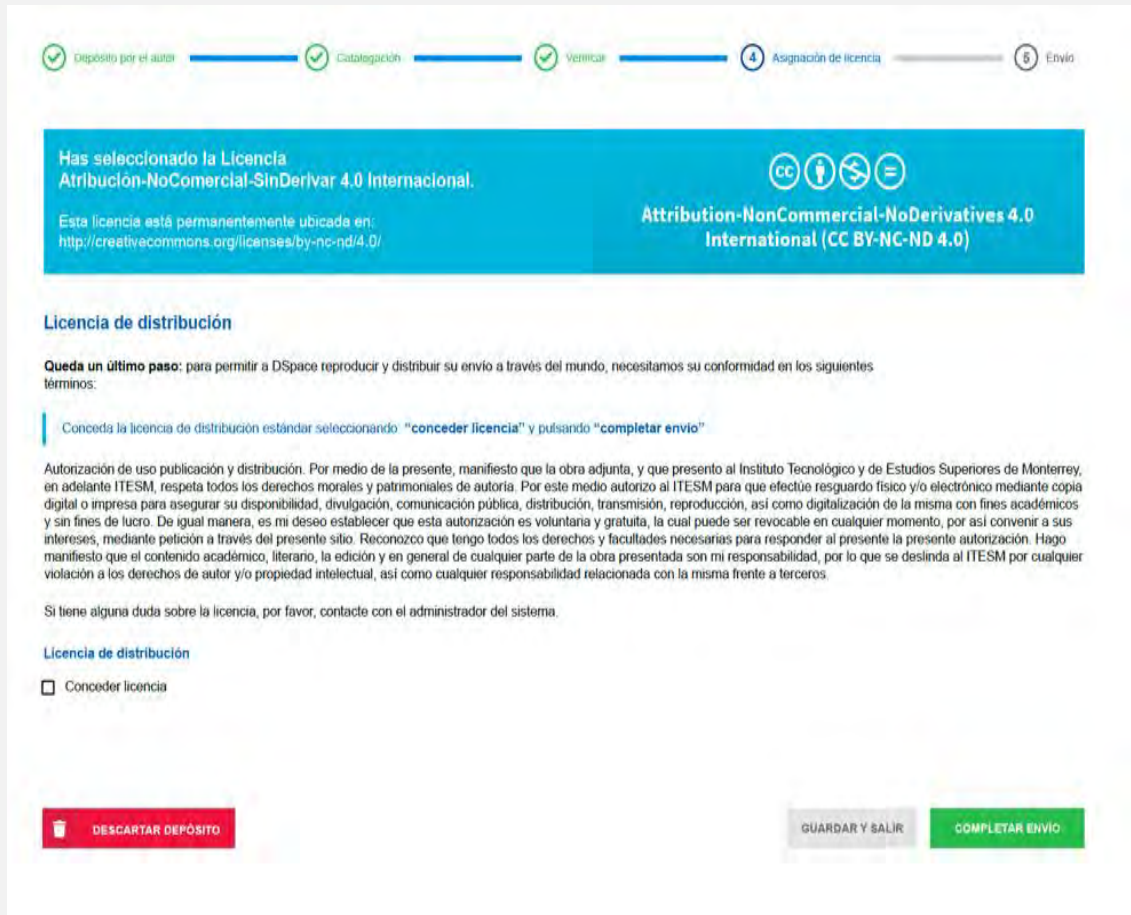 Depósito por el autor
Catalogación
Verificar
4 Asignación de licencia
5 Envío
Has seleccionado la Licencia
Atribución-NoComercial-SinDerivar 4.0 Internacional.
Esta licencia está permanentemente ubicada en:
http://creativecommons.org/licenses/by-nc-nd/4.0/
cc
Attribution-NonCommercial-NoDerivatives 4.0
International (CC BY-NC-ND 4.0)
Licencia de distribución
Queda un último paso: para permitir a DSpace reproducir y distribuir su envío a través del mundo, necesitamos su conformidad en los siguientes
términos:
Conceda la licencia de distribución estándar seleccionando "conceder licencia" y pulsando "completar envío"
Autorización de uso publicación y distribución. Por medio de la presente, manifiesto que la obra adjunta, y que presento al Instituto Tecnológico y de Estudios Superiores de Monterrey,
en adelante ITESM, respeta todos los derechos morales y patrimoniales de autoría. Por este medio autorizo al ITESM para que efectúe resguardo físico y/o electrónico mediante copia
digital o impresa para asegurar su disponibilidad, divulgación, comunicación pública, distribución, transmisión, reproducción, así como digitalización de la misma con fines académicos
y sin fines de lucro. De igual manera, es mi deseo establecer que esta autorización es voluntaria y gratuita, la cual puede ser revocable en cualquier momento, por así convenir a sus
intereses, mediante petición a través del presente sitio. Reconozco que tengo todos los derechos y facultades necesarias para responder al presente la presente autorización. Hago
manifiesto que el contenido académico, literario, la edición y en general de cualquier parte de la obra presentada son mi responsabilidad, por lo que se deslinda al ITESM por cualquier
violación a los derechos de autor y/o propiedad intelectual, así como cualquier responsabilidad relacionada con la misma frente a terceros.
Si tiene alguna duda sobre la licencia, por favor, contacte con el administrador del sistema.
Licencia de distribución
Conceder licencia
DESCARTAR DEPÓSITO
GUARDAR Y SALIR
COMPLETAR ENVÍO